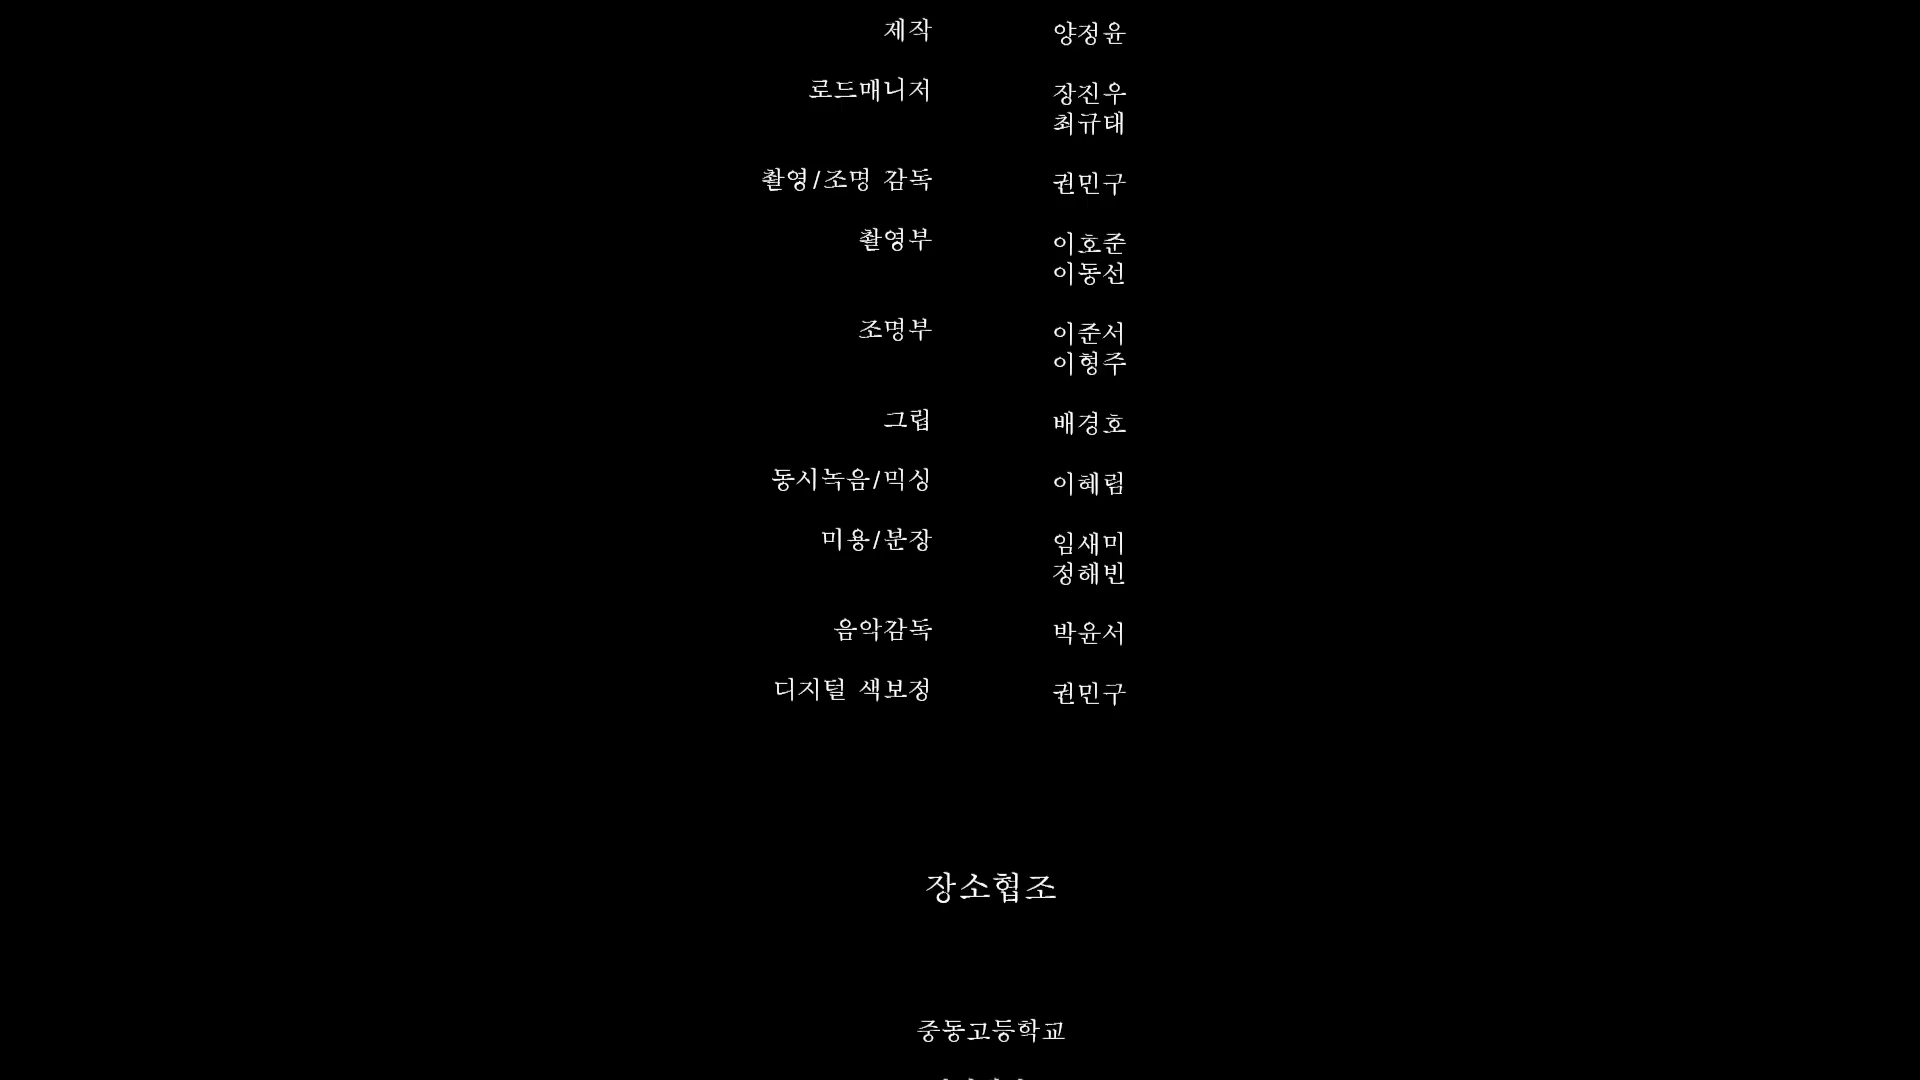 제작 양정윤
로드매니저 장진우
최규태
촬영/조명 감독 권민구
촬영부 이호준
이동선
조명부 이준서
이형주
그립 배경호
동시녹음/믹싱 이혜림
미용/분장 임새미
정해빈
음악감독 박윤서
디지털 색보정 권민구
장소협조
중동고등학교